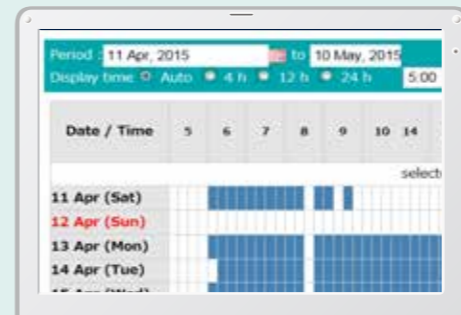 Period : 11 Apr, 2015 to 10 May, 2015
Display time Auto 4 h 12 h 24 h 5:00
Date / Time 5 6 7 8 9 10 14
11 Apr (Sat)
12 Apr (Sun)
13 Apr (Mon)
14 Apr (Tue)